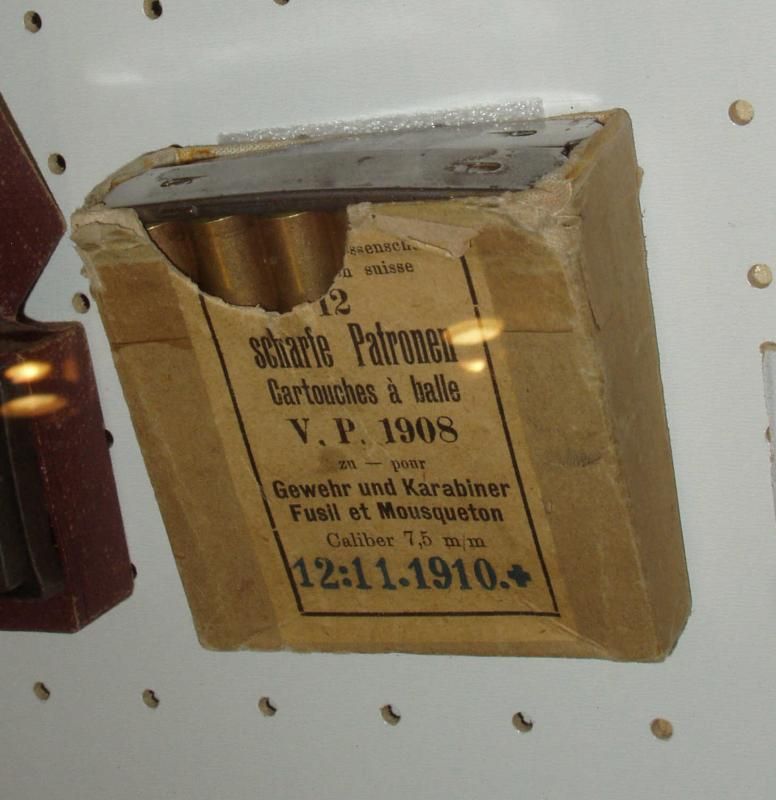 suisse
12
scharfe Patronen
Cartouches à balle
V. P. 1908
zu — pour
Gewehr und Karabiner
Fusil et Mousqueton
Caliber 7,5 m/m
12:11.1910.+